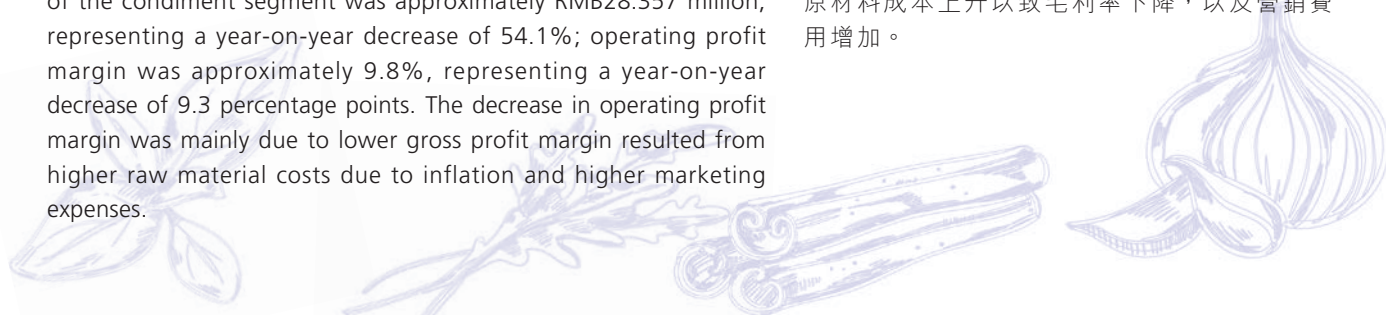 of the condiment segment was approximately RMB28.357 million,
representing a year-on-year decrease of 54.1%; operating profit
margin was approximately 9.8%, representing a year-on-year
decrease of 9.3 percentage points. The decrease in operating profit
margin was mainly due to lower gross profit margin resulted from
higher raw material costs due to inflation and higher marketing
expenses.
原材料成本上升以致毛利率下降，以及營銷費
用增加。